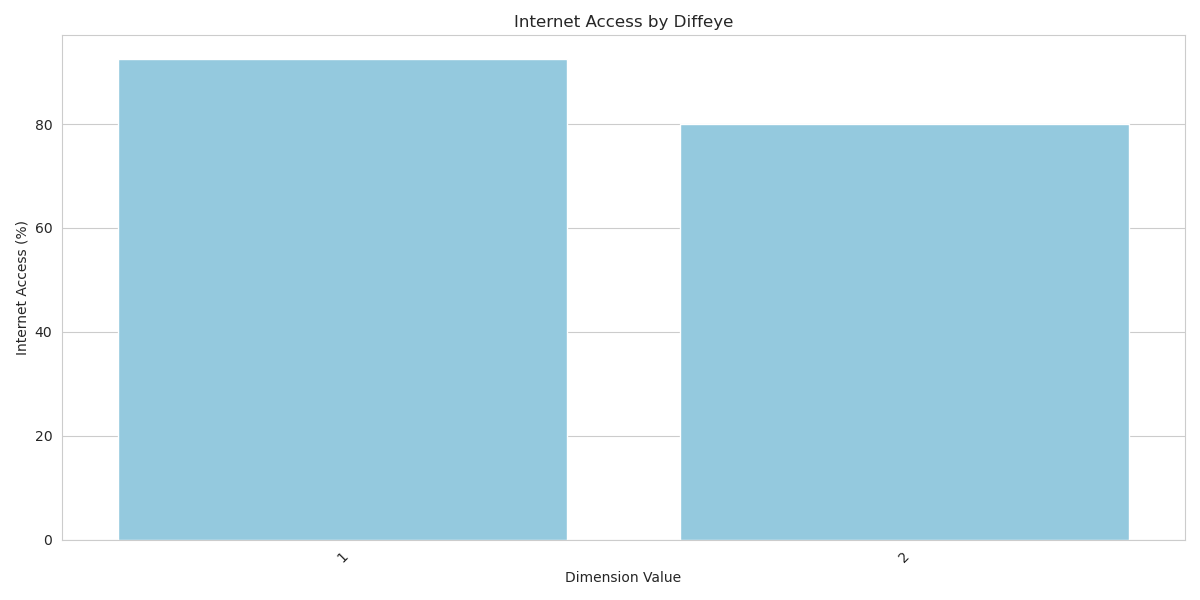 Internet Access by Diffeye
Internet Access (%)
80
60
40
20
0
1
2
Dimension Value